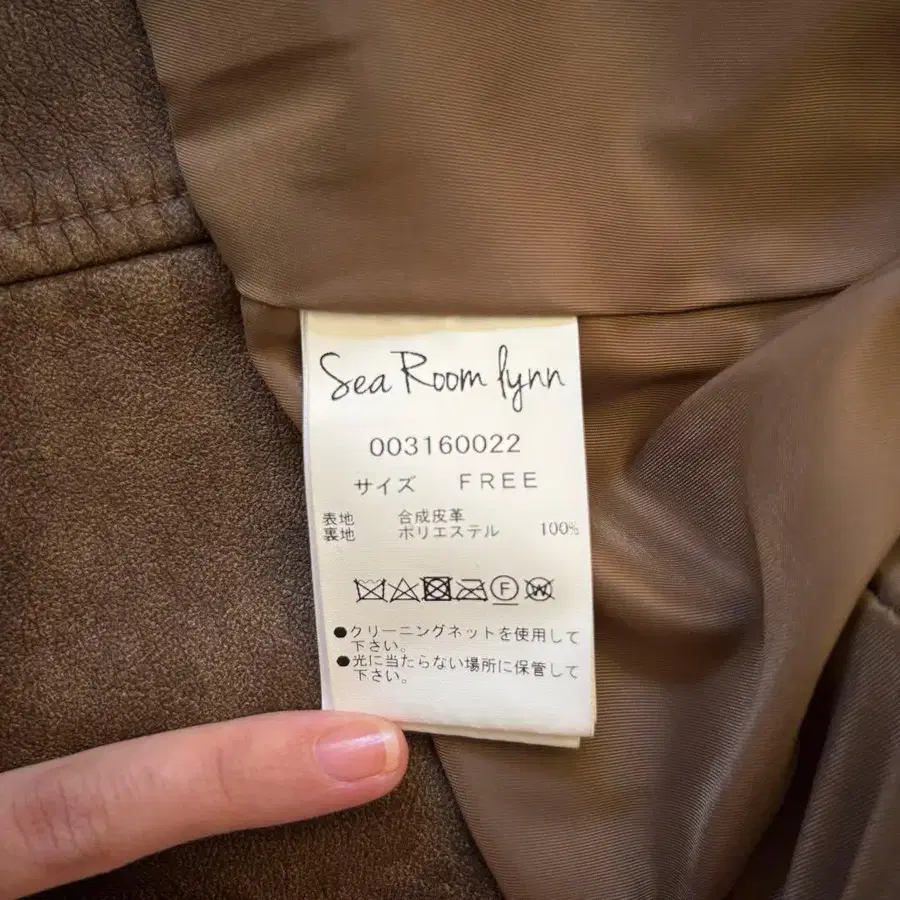 Sea Room lynn
003160022
サイズ FREE
表地 合成皮革
裏地 ポリエステル 100%
F W
●クリーニングネットを使用して
下さい。
●光に当たらない場所に保管して
下さい。